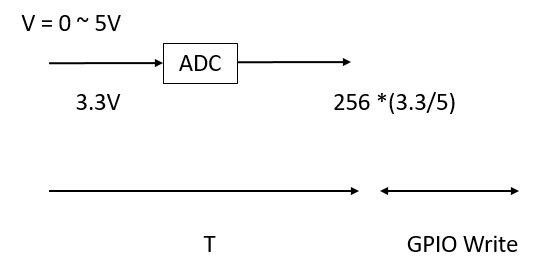 V = 0 ~ 5V
ADC
3.3V
256 *(3.3/5)
T
GPIO Write